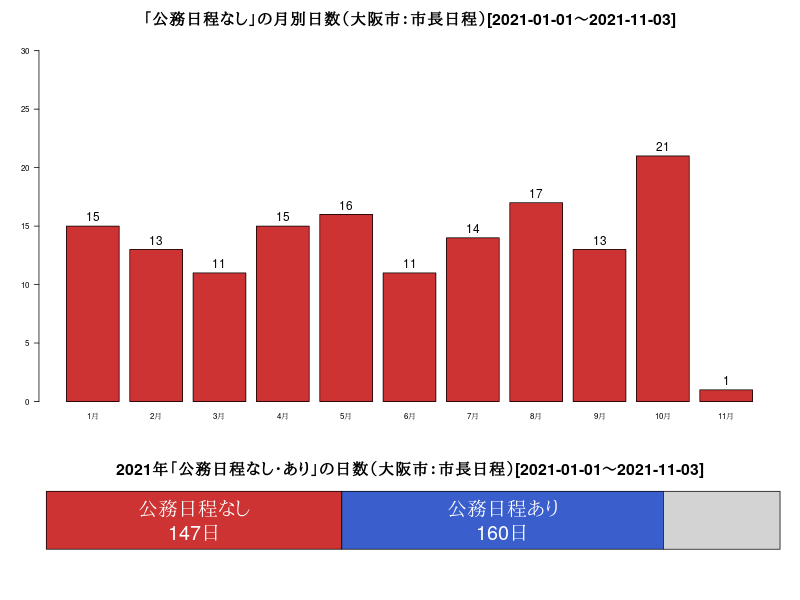 「公務日程なし」の月別日数(大阪市:市長日程)[2021-01-01〜2021-11-03]
30
25
20
15
10
5
0
15
13
11
15
16
11
14
17
13
21
1
1月
2月
3月
4月
5月
6月
7月
8月
9月
10月
11月
2021年「公務日程なし・あり」の日数(大阪市:市長日程)[2021-01-01〜2021-11-03]
公務日程なし
147日
公務日程あり
160日